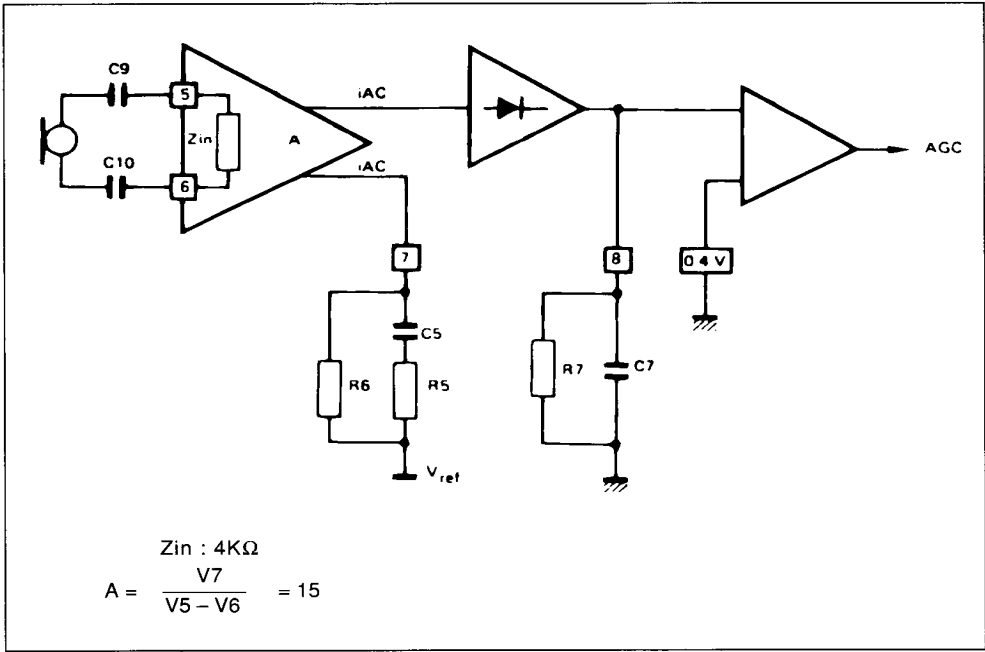 C9
5
iAC
Zin
A
AGC
C10
6
iAC
7
8
0 4 V
C5
R6
R5
R7
C7
Vref
Zin : 4KΩ
A = V7 / V5 – V6 = 15